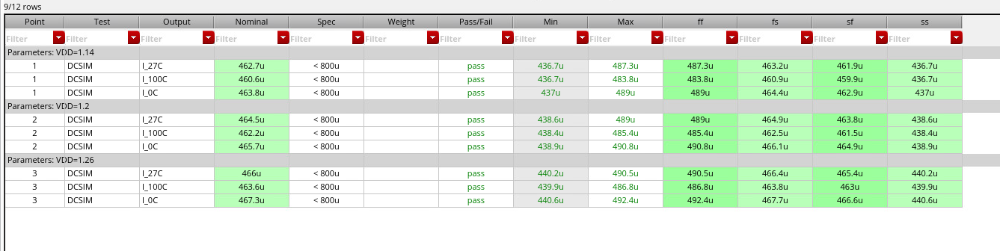 9/12 rows
Point Test Output Nominal Spec Weight Pass/Fail Min Max ff fs sf ss
Filter Filter Filter Filter Filter Filter Filter Filter Filter Filter Filter Filter Filter
Parameters: VDD=1.14
1 DCSIM I_27C 462.7u < 800u pass 436.7u 487.3u 487.3u 463.2u 461.9u 436.7u
1 DCSIM I_100C 460.6u < 800u pass 436.7u 483.8u 483.8u 460.9u 459.9u 436.7u
1 DCSIM I_0C 463.8u < 800u pass 437u 489u 489u 464.4u 462.9u 437u
Parameters: VDD=1.2
2 DCSIM I_27C 464.5u < 800u pass 438.6u 489u 489u 464.9u 463.8u 438.6u
2 DCSIM I_100C 462.2u < 800u pass 438.4u 485.4u 485.4u 462.5u 461.5u 438.4u
2 DCSIM I_0C 465.7u < 800u pass 438.9u 490.8u 490.8u 466.1u 464.9u 438.9u
Parameters: VDD=1.26
3 DCSIM I_27C 466u < 800u pass 440.2u 490.5u 490.5u 466.4u 465.4u 440.2u
3 DCSIM I_100C 463.6u < 800u pass 439.9u 486.8u 486.8u 463.8u 463u 439.9u
3 DCSIM I_0C 467.3u < 800u pass 440.6u 492.4u 492.4u 467.7u 466.6u 440.6u